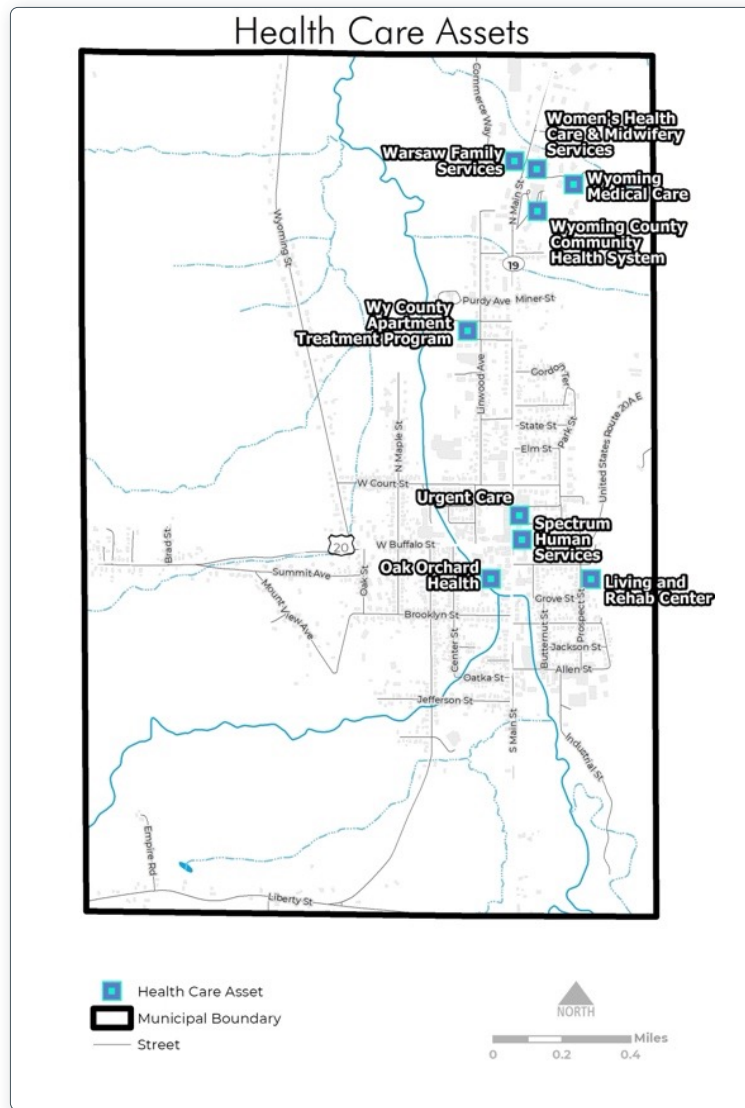 Health Care Assets
Commerce Way
Women's Health
Care & Midwifery
Services
Warsaw Family
Services
Wyoming
Medical Care
N Main St
Wyoming County
Community
Health System
Wyoming St
19
Purdy Ave
Miner St
Wy County
Apartment
Treatment Program
Linwood Ave
Gordon Ter
Park St
United States Route 20A E
State St
Elm St
N Maple St
W Court St
Urgent Care
Spectrum
Human
Services
Brad St
20
W Buffalo St
Oak Orchard
Health
Living and
Rehab Center
Summit Ave
Oak St
Mount View Ave
Grove St
Prospect St
Brooklyn St
Butternut St
Center St
Jackson St
Allen St
Oatka St
Jefferson St
S Main St
Industrial St
Empire Rd
Liberty St
Health Care Asset
Municipal Boundary
Street
NORTH
Miles
0 0.2 0.4